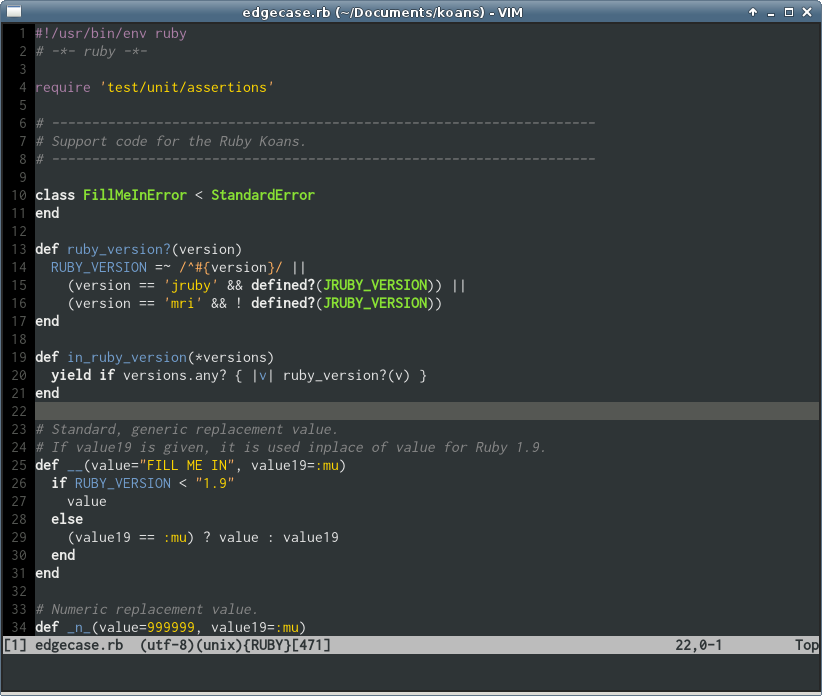 edgecase.rb (~/Documents/koans) - VIM
1 #!/usr/bin/env ruby
2 # -*- ruby -*-
3
4 require 'test/unit/assertions'
5
6 # --------------------------------------------------------------------
7 # Support code for the Ruby Koans.
8 # --------------------------------------------------------------------
9
10 class FillMeInError < StandardError
11 end
12
13 def ruby_version?(version)
14   RUBY_VERSION =~ /^#{version}/ ||
15     (version == 'jruby' && defined?(JRUBY_VERSION)) ||
16     (version == 'mri' && ! defined?(JRUBY_VERSION))
17 end
18
19 def in_ruby_version(*versions)
20   yield if versions.any? { |v| ruby_version?(v) }
21 end
22
23 # Standard, generic replacement value.
24 # If value19 is given, it is used inplace of value for Ruby 1.9.
25 def __(value="FILL ME IN", value19=:mu)
26   if RUBY_VERSION < "1.9"
27     value
28   else
29     (value19 == :mu) ? value : value19
30   end
31 end
32
33 # Numeric replacement value.
34 def _n_(value=999999, value19=:mu)
[1] edgecase.rb  (utf-8)(unix){RUBY}[471] 22,0-1 Top